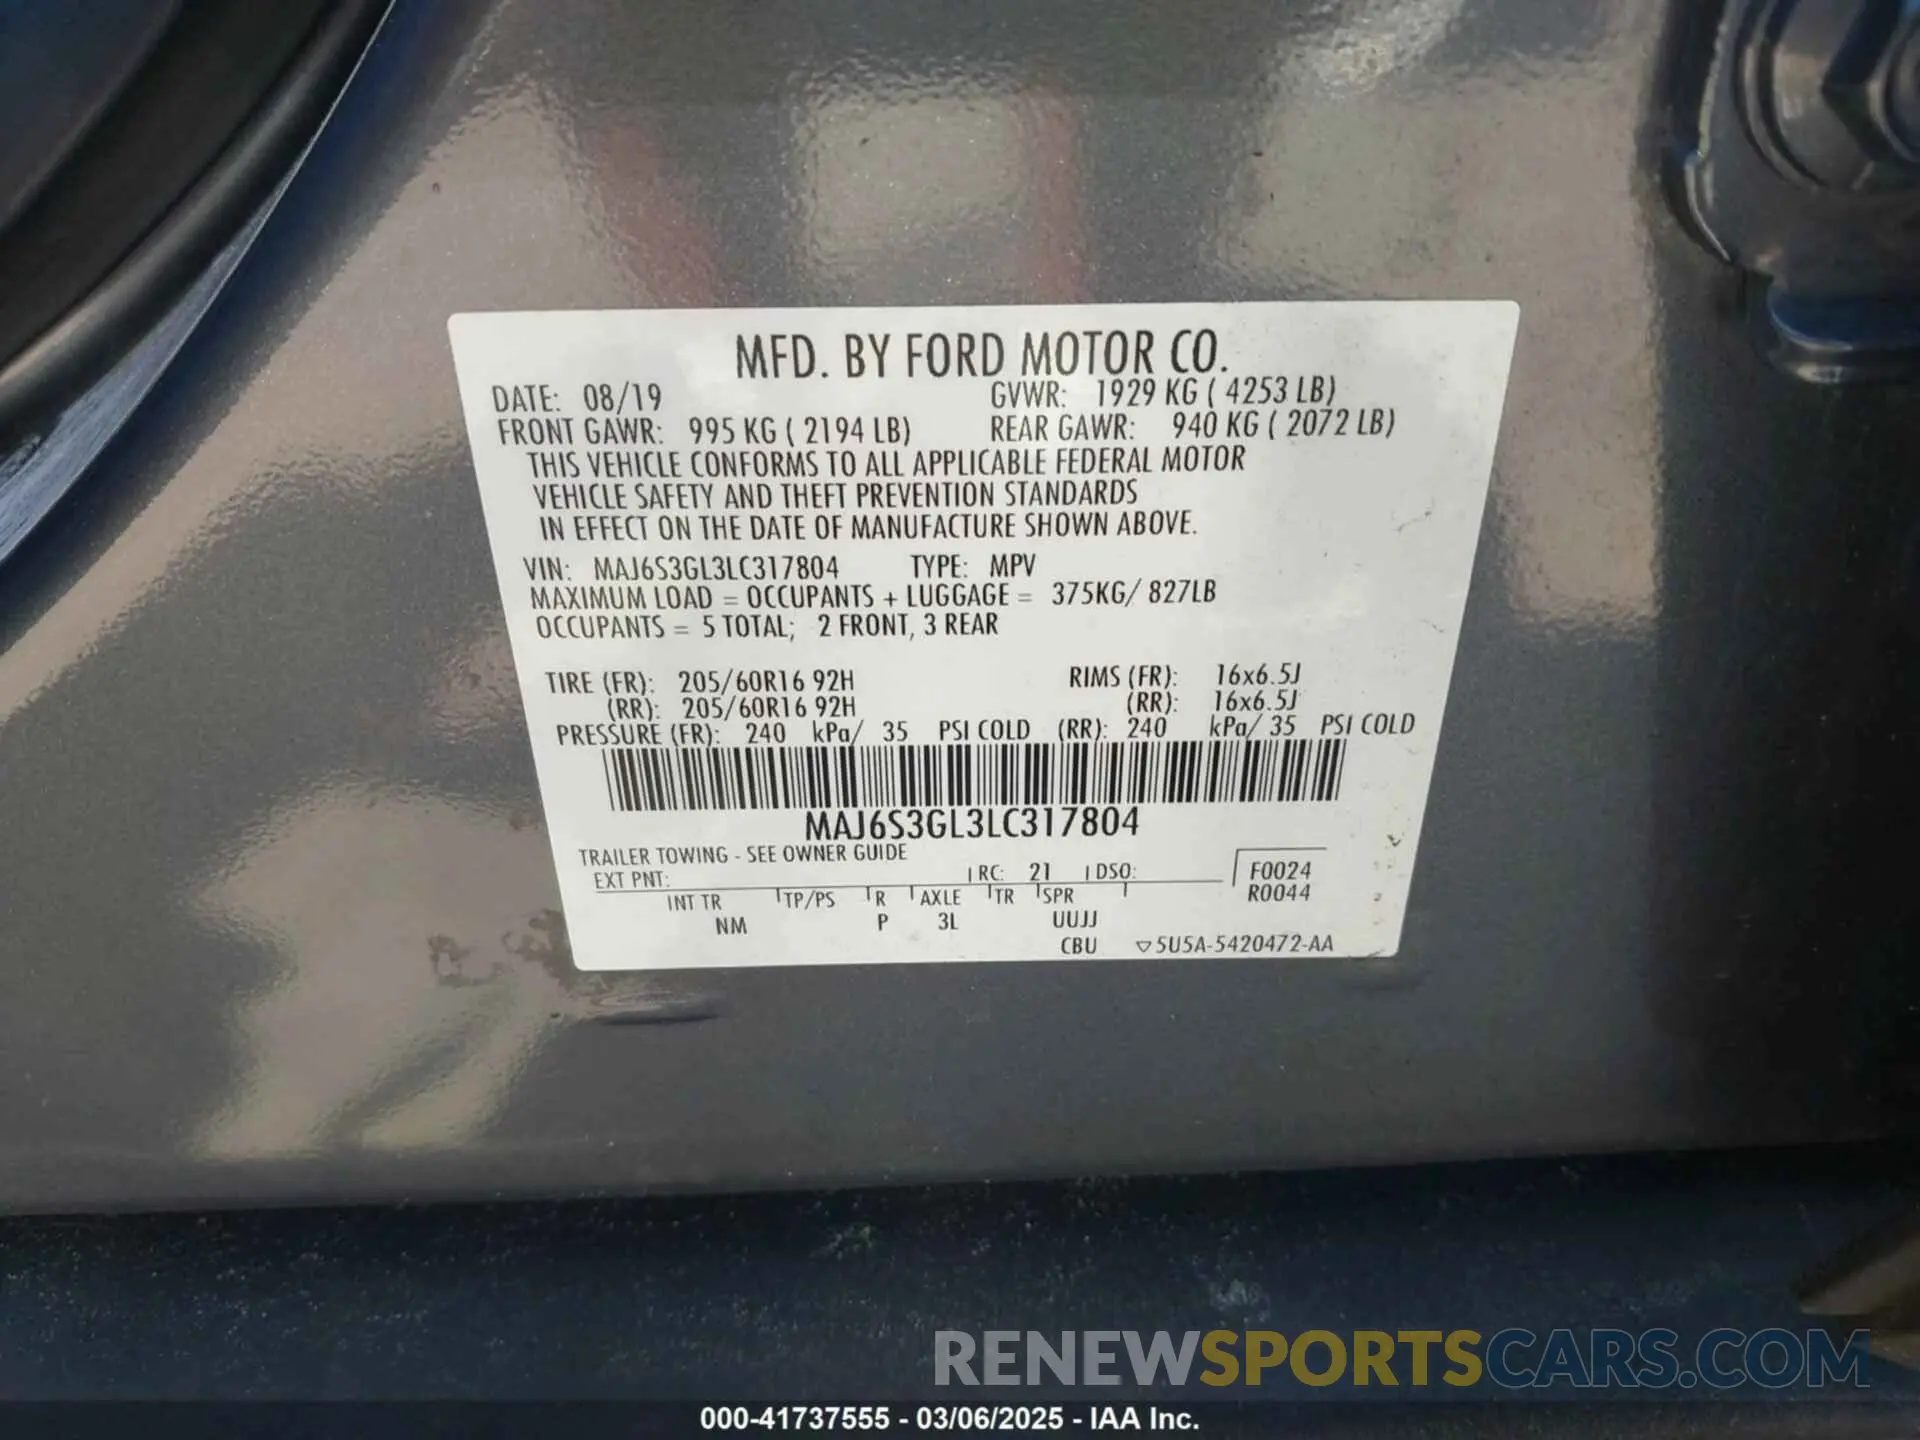 MFD. BY FORD MOTOR CO.
DATE: 08/19 GVWR: 1929 KG ( 4253 LB)
FRONT GAWR: 995 KG ( 2194 LB) REAR GAWR: 940 KG ( 2072 LB)
THIS VEHICLE CONFORMS TO ALL APPLICABLE FEDERAL MOTOR
VEHICLE SAFETY AND THEFT PREVENTION STANDARDS
IN EFFECT ON THE DATE OF MANUFACTURE SHOWN ABOVE.
VIN: MAJ6S3GL3LC317804 TYPE: MPV
MAXIMUM LOAD = OCCUPANTS + LUGGAGE = 375KG/ 827LB
OCCUPANTS = 5 TOTAL; 2 FRONT, 3 REAR
TIRE (FR): 205/60R16 92H RIMS (FR): 16x6.5J
(RR): 205/60R16 92H (RR): 16x6.5J
PRESSURE (FR): 240 kPa/ 35 PSI COLD (RR): 240 kPa/ 35 PSI COLD
MAJ6S3GL3LC317804
TRAILER TOWING - SEE OWNER GUIDE
EXT PNT: RC: 21 DSO: F0024
INT TR TP/PS R AXLE TR SPR R0044
NM P 3L UUJJ
CBU ▽5U5A-5420472-AA
RENEWSPORTSCARS.COM
000-41737555 - 03/06/2025 - IAA Inc.